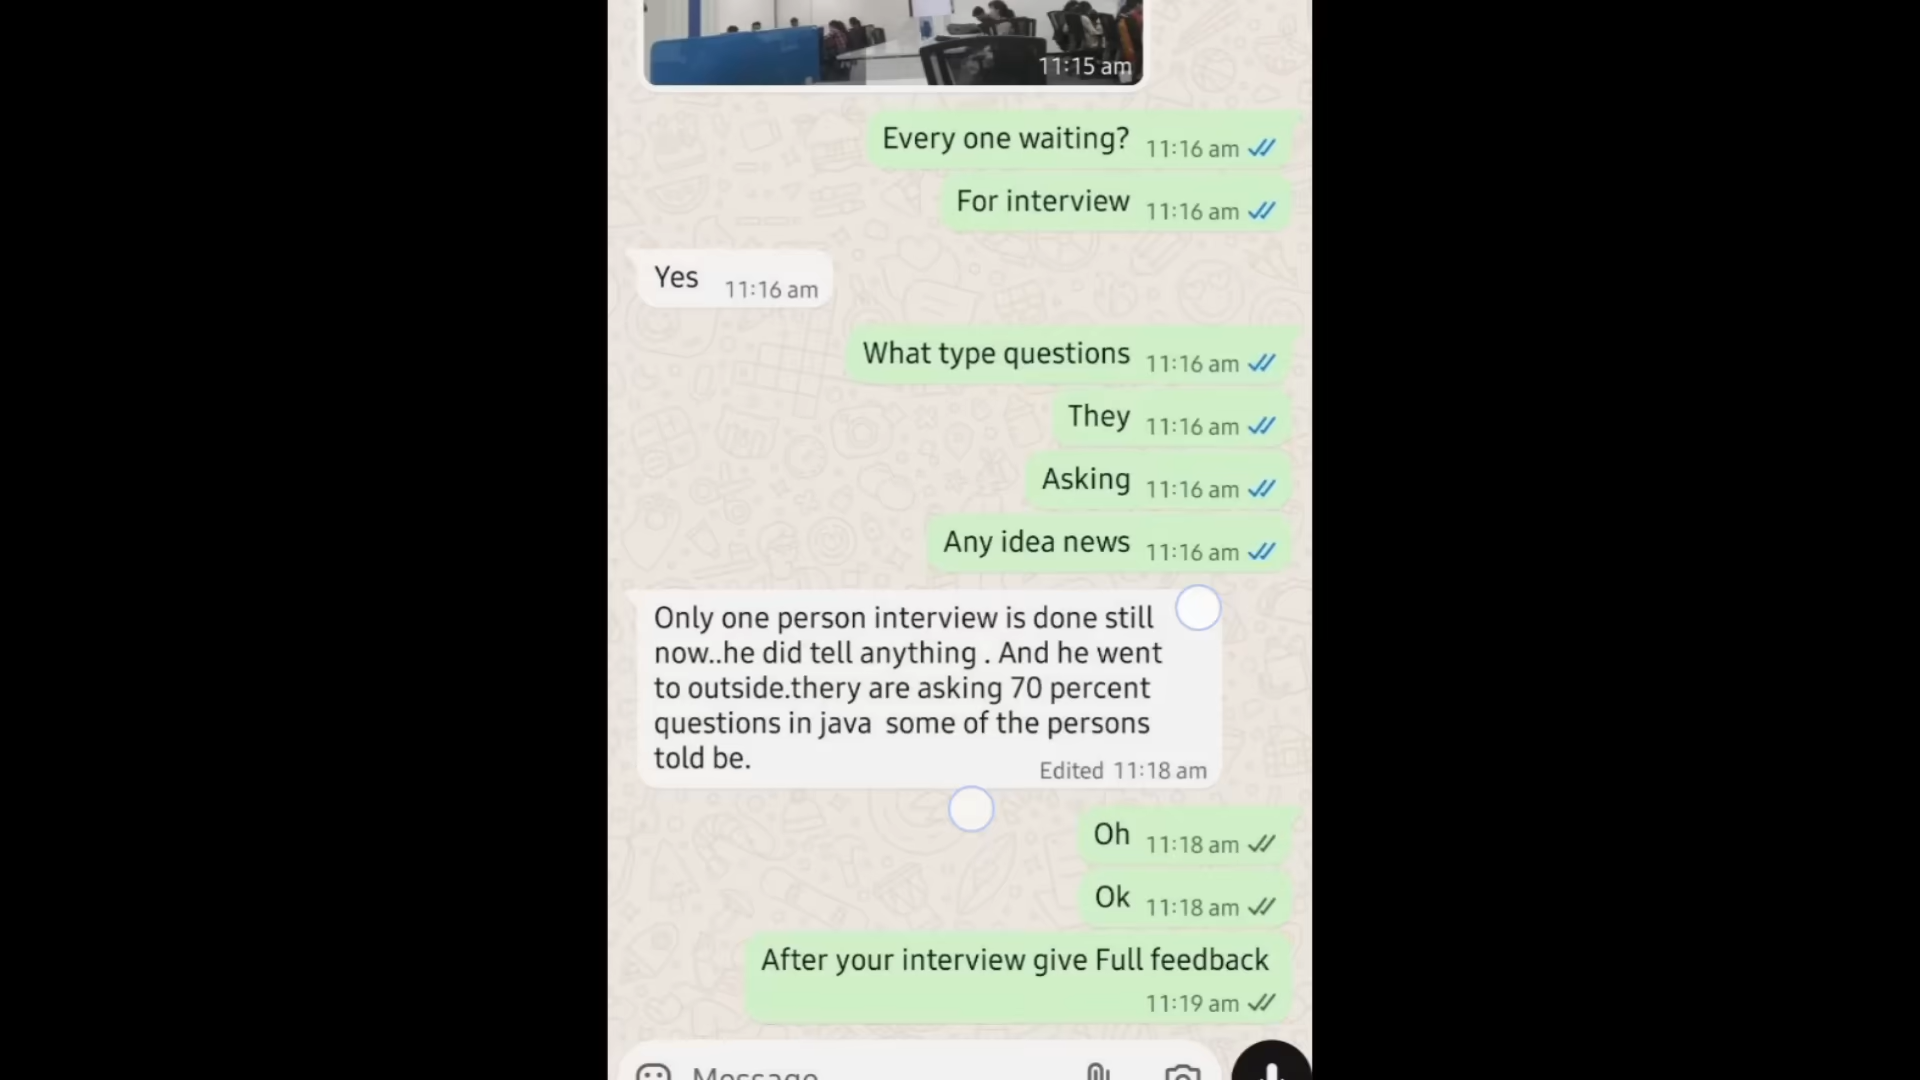 11:15 am
Every one waiting? 11:16 am
For interview 11:16 am
Yes 11:16 am
What type questions 11:16 am
They 11:16 am
Asking 11:16 am
Any idea news 11:16 am
Only one person interview is done still
now..he did tell anything . And he went
to outside.thery are asking 70 percent
questions in java some of the persons
told be.
Edited 11:18 am
Oh 11:18 am
Ok 11:18 am
After your interview give Full feedback
11:19 am
Message